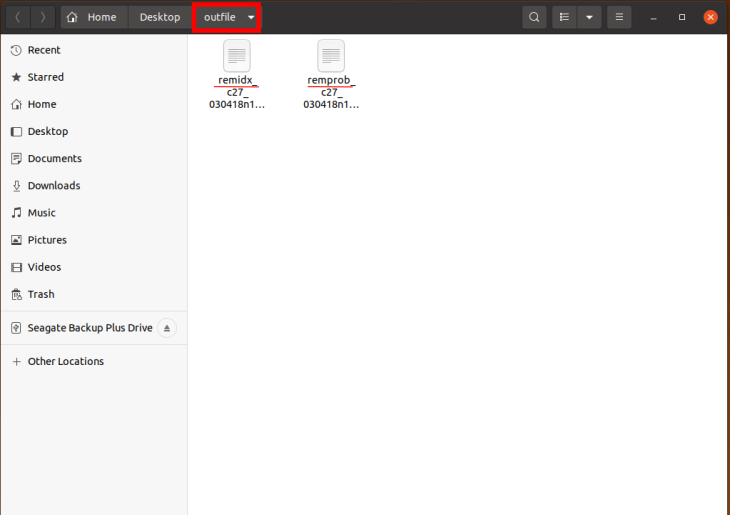 Home Desktop outfile
Recent
Starred
Home
Desktop
Documents
Downloads
Music
Pictures
Videos
Trash
Seagate Backup Plus Drive
Other Locations
remidx_
c27_
030418n1...
remprob_
c27_
030418n1...